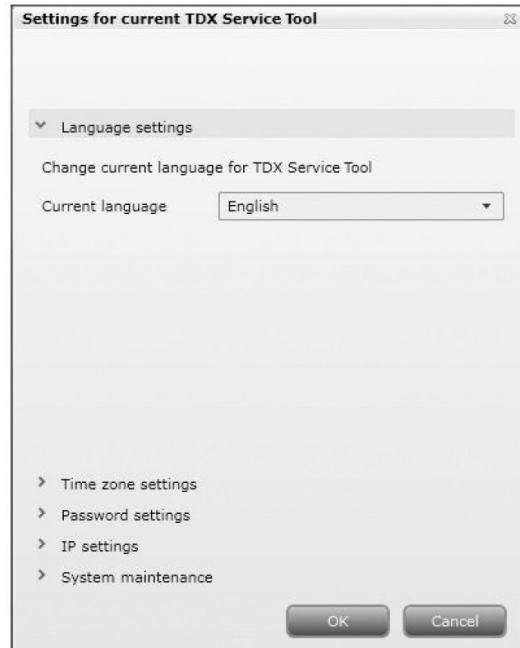 Settings for current TDX Service Tool
Language settings
Change current language for TDX Service Tool
Current language English
Time zone settings
Password settings
IP settings
System maintenance
OK Cancel